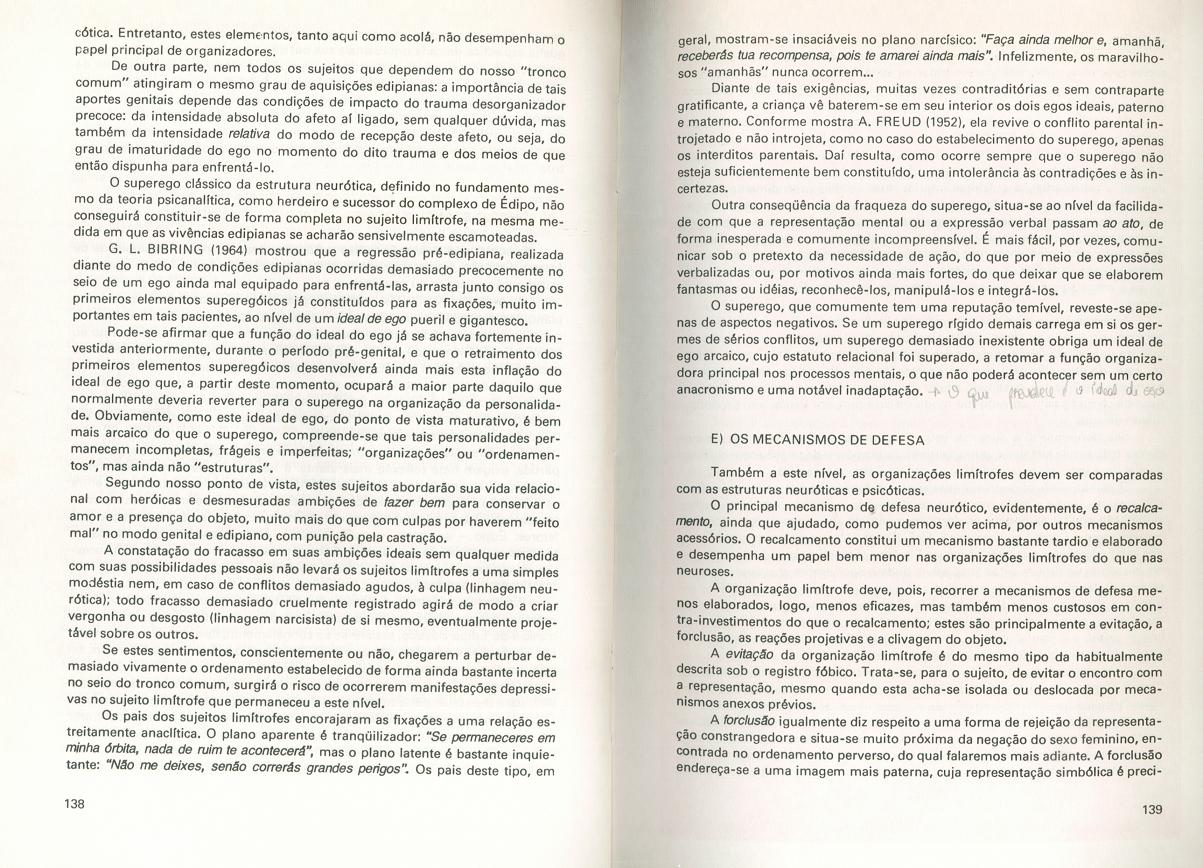 cótica. Entretanto, estes elementos, tanto aqui como acolá, não desempenham o
papel principal de organizadores.
De outra parte, nem todos os sujeitos que dependem do nosso "tronco
comum" atingiram o mesmo grau de aquisições edipianas: a importância de tais
aportes genitais depende das condições de impacto do trauma desorganizador
precoce: da intensidade absoluta do afeto aí ligado, sem qualquer dúvida, mas
também da intensidade relativa do modo de recepção deste afeto, ou seja, do
grau de imaturidade do ego no momento do dito trauma e dos meios de que
então dispunha para enfrentá-lo.
O superego clássico da estrutura neurótica, definido no fundamento mes-
mo da teoria psicanalítica, como herdeiro e sucessor do complexo de Édipo, não
conseguirá constituir-se de forma completa no sujeito limítrofe, na mesma me-
dida em que as vivências edipianas se acharão sensivelmente escamoteadas.
G. L. BIBRING (1964) mostrou que a regressão pré-edipiana, realizada
diante do medo de condições edipianas ocorridas demasiado precocemente no
seio de um ego ainda mal equipado para enfrentá-las, arrasta junto consigo os
primeiros elementos superegóicos já constituídos para as fixações, muito im-
portantes em tais pacientes, ao nível de um ideal de ego pueril e gigantesco.
Pode-se afirmar que a função do ideal do ego já se achava fortemente in-
vestida anteriormente, durante o período pré-genital, e que o retraimento dos
primeiros elementos superegóicos desenvolverá ainda mais esta inflação do
ideal de ego que, a partir deste momento, ocupará a maior parte daquilo que
normalmente deveria reverter para o superego na organização da personalida-
de. Obviamente, como este ideal de ego, do ponto de vista maturativo, é bem
mais arcaico do que o superego, compreende-se que tais personalidades per-
manecem incompletas, frágeis e imperfeitas; "organizações" ou "ordenamen-
tos", mas ainda não "estruturas".
Segundo nosso ponto de vista, estes sujeitos abordarão sua vida relacio-
nal com heróicas e desmesuradas ambições de fazer bem para conservar o
amor e a presença do objeto, muito mais do que com culpas por haverem "feito
mal" no modo genital e edipiano, com punição pela castração.
A constatação do fracasso em suas ambições ideais sem qualquer medida
com suas possibilidades pessoais não levará os sujeitos limítrofes a uma simples
modéstia nem, em caso de conflitos demasiado agudos, à culpa (linhagem neu-
rótica); todo fracasso demasiado cruelmente registrado agirá de modo a criar
vergonha ou desgosto (linhagem narcisista) de si mesmo, eventualmente proje-
tável sobre os outros.
Se estes sentimentos, conscientemente ou não, chegarem a perturbar de-
masiado vivamente o ordenamento estabelecido de forma ainda bastante incerta
no seio do tronco comum, surgirá o risco de ocorrerem manifestações depressi-
vas no sujeito limítrofe que permaneceu a este nível.
Os pais dos sujeitos limítrofes encorajaram as fixações a uma relação es-
treitamente anaclítica. O plano aparente é tranqüilizador: "Se permaneceres em
minha órbita, nada de ruim te acontecerá", mas o plano latente é bastante inquie-
tante: "Não me deixes, senão correrás grandes perigos". Os pais deste tipo, em
138
geral, mostram-se insaciáveis no plano narcísico: "Faça ainda melhor e, amanhã,
receberás tua recompensa, pois te amarei ainda mais". Infelizmente, os maravilho-
sos "amanhãs" nunca ocorrem...
Diante de tais exigências, muitas vezes contraditórias e sem contraparte
gratificante, a criança vê baterem-se em seu interior os dois egos ideais, paterno
e materno. Conforme mostra A. FREUD (1952), ela revive o conflito parental in-
trojetado e não introjeta, como no caso do estabelecimento do superego, apenas
os interditos parentais. Daí resulta, como ocorre sempre que o superego não
esteja suficientemente bem constituído, uma intolerância às contradições e às in-
certezas.
Outra conseqüência da fraqueza do superego, situa-se ao nível da facilida-
de com que a representação mental ou a expressão verbal passam ao ato, de
forma inesperada e comumente incompreensível. É mais fácil, por vezes, comu-
nicar sob o pretexto da necessidade de ação, do que por meio de expressões
verbalizadas ou, por motivos ainda mais fortes, do que deixar que se elaborem
fantasmas ou idéias, reconhecê-los, manipulá-los e integrá-los.
O superego, que comumente tem uma reputação temível, reveste-se ape-
nas de aspectos negativos. Se um superego rígido demais carrega em si os ger-
mes de sérios conflitos, um superego demasiado inexistente obriga um ideal de
ego arcaico, cujo estatuto relacional foi superado, a retomar a função organiza-
dora principal nos processos mentais, o que não poderá acontecer sem um certo
anacronismo e uma notável inadaptação. o que prevalece é o ideal de ego
E) OS MECANISMOS DE DEFESA
Também a este nível, as organizações limítrofes devem ser comparadas
com as estruturas neuróticas e psicóticas.
O principal mecanismo de defesa neurótico, evidentemente, é o recalca-
mento, ainda que ajudado, como pudemos ver acima, por outros mecanismos
acessórios. O recalcamento constitui um mecanismo bastante tardio e elaborado
e desempenha um papel bem menor nas organizações limítrofes do que nas
neuroses.
A organização limítrofe deve, pois, recorrer a mecanismos de defesa me-
nos elaborados, logo, menos eficazes, mas também menos custosos em con-
tra-investimentos do que o recalcamento; estes são principalmente a evitação, a
forclusão, as reações projetivas e a clivagem do objeto.
A evitação da organização limítrofe é do mesmo tipo da habitualmente
descrita sob o registro fóbico. Trata-se, para o sujeito, de evitar o encontro com
a representação, mesmo quando esta acha-se isolada ou deslocada por meca-
nismos anexos prévios.
A forclusão igualmente diz respeito a uma forma de rejeição da representa-
ção constrangedora e situa-se muito próxima da negação do sexo feminino, en-
contrada no ordenamento perverso, do qual falaremos mais adiante. A forclusão
endereça-se a uma imagem mais paterna, cuja representação simbólica é preci-
139